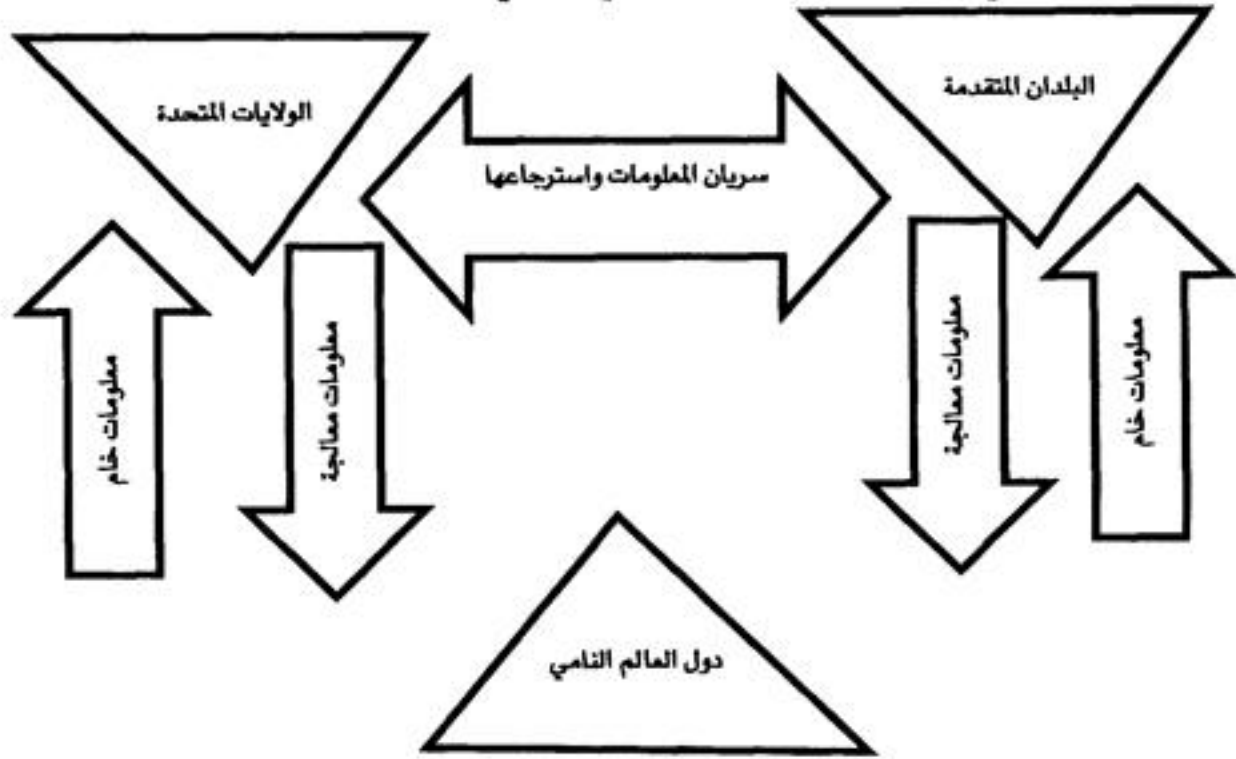 البلدان المتقدمة
الولايات المتحدة
سريان المعلومات واسترجاعها
معلومات خام
معلومات معالجة
معلومات معالجة
معلومات خام
دول العالم النامي